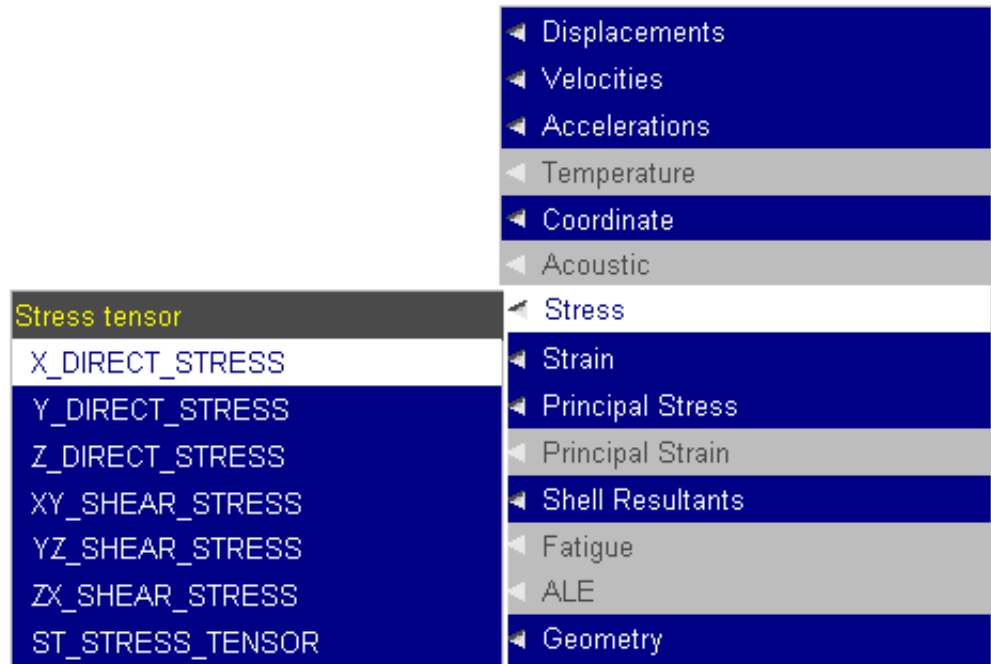 Displacements
Velocities
Accelerations
Temperature
Coordinate
Acoustic
Stress
Strain
Principal Stress
Principal Strain
Shell Resultants
Fatigue
ALE
Geometry
Stress tensor
X_DIRECT_STRESS
Y_DIRECT_STRESS
Z_DIRECT_STRESS
XY_SHEAR_STRESS
YZ_SHEAR_STRESS
ZX_SHEAR_STRESS
ST_STRESS_TENSOR